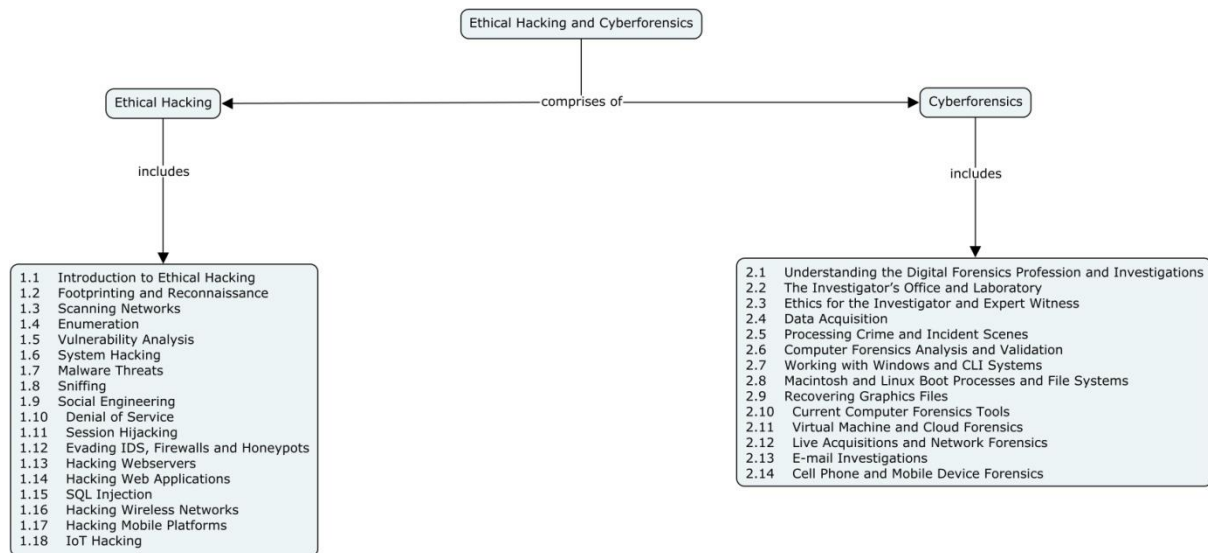 Ethical Hacking and Cyberforensics
Ethical Hacking
comprises of
Cyberforensics
includes
includes
1.1 Introduction to Ethical Hacking
1.2 Footprinting and Reconnaissance
1.3 Scanning Networks
1.4 Enumeration
1.5 Vulnerability Analysis
1.6 System Hacking
1.7 Malware Threats
1.8 Sniffing
1.9 Social Engineering
1.10 Denial of Service
1.11 Session Hijacking
1.12 Evading IDS, Firewalls and Honeypots
1.13 Hacking Webservers
1.14 Hacking Web Applications
1.15 SQL Injection
1.16 Hacking Wireless Networks
1.17 Hacking Mobile Platforms
1.18 IoT Hacking
2.1 Understanding the Digital Forensics Profession and Investigations
2.2 The Investigator’s Office and Laboratory
2.3 Ethics for the Investigator and Expert Witness
2.4 Data Acquisition
2.5 Processing Crime and Incident Scenes
2.6 Computer Forensics Analysis and Validation
2.7 Working with Windows and CLI Systems
2.8 Macintosh and Linux Boot Processes and File Systems
2.9 Recovering Graphics Files
2.10 Current Computer Forensics Tools
2.11 Virtual Machine and Cloud Forensics
2.12 Live Acquisitions and Network Forensics
2.13 E-mail Investigations
2.14 Cell Phone and Mobile Device Forensics